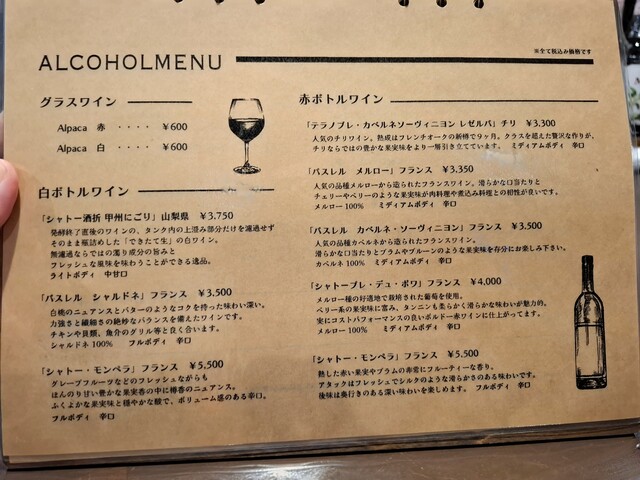 ALCOHOLMENU
※全て税込み価格です
グラスワイン
Alpaca 赤 ・・・・ ¥600
Alpaca 白 ・・・・ ¥600
白ボトルワイン
「シャトー酒折 甲州にごり」山梨県 ¥3,750
発酵終了直後のワインの、タンク内の上澄み部分だけを濾過せず
そのまま瓶詰めした「できたて生」の白ワイン。
無濾過ならではの濁り成分の旨みと
フレッシュな風味を味わうことができる逸品。
ライトボディ 中甘口
「バスレル シャルドネ」フランス ¥3,500
白桃のニュアンスとバターのようなコクを持った味わい深い。
力強さと繊細さの絶妙なバランスを備えたワインです。
チキンや貝類、魚介のグリル等と良く合います。
シャルドネ 100% フルボディ 辛口
「シャトー・モンペラ」フランス ¥5,500
グレープフルーツなどのフレッシュながらも
ほんのり甘い豊かな果実香の中に樽香のニュアンス。
ふくよかな果実味と穏やかな酸で、ボリューム感のある辛口。
フルボディ 辛口
赤ボトルワイン
「テラノブレ・カベルネソーヴィニヨン レゼルバ」チリ ¥3,300
人気のチリワイン。熟成はフレンチオークの新樽で9ヶ月。クラスを超えた贅沢な作りが、
チリならではの豊かな果実味をより一層引き立てています。 ミディアムボディ 辛口
「バスレル メルロー」フランス ¥3,350
人気の品種メルローから造られたフランスワイン。滑らかな口当たりと
チェリーやベリーのような果実味が肉料理や煮込み料理との相性が良いです。
メルロー 100% ミディアムボディ 辛口
「バスレル カベルネ・ソーヴィニヨン」フランス ¥3,500
人気の品種カベルネから造られたフランスワイン。
滑らかな口当たりとプラムやプルーンのような果実味を存分にお楽しみ下さい。
カベルネ 100% ミディアムボディ 辛口
「シャトーブレ・デュ・ボワ」フランス ¥4,000
メルロー種の好適地で栽培された葡萄を使用。
ベリー系の果実味に富み、タンニンも柔らかく滑らかな味わいが魅力的。
実にコストパフォーマンスの良いボルドー赤ワインに仕上がってます。
メルロー 100% ミディアムボディ 辛口
「シャトー・モンペラ」フランス ¥5,500
熟した赤い果実やプラムの非常にフルーティーな香り。
アタックはフレッシュでシルクのような滑らかさのある味わいです。
後味は奥行きのある深い味わいを楽しめます。 フルボディ 辛口